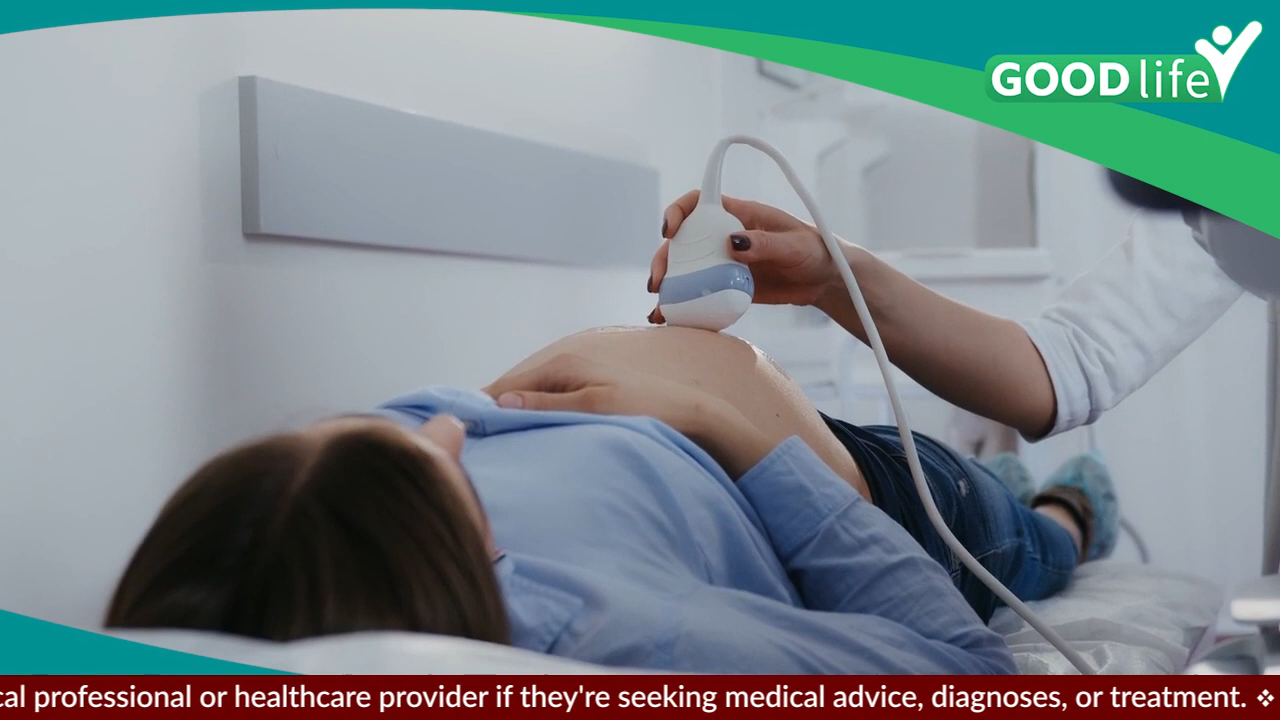 GOOD life
cal professional or healthcare provider if they're seeking medical advice, diagnoses, or treatment. ❖